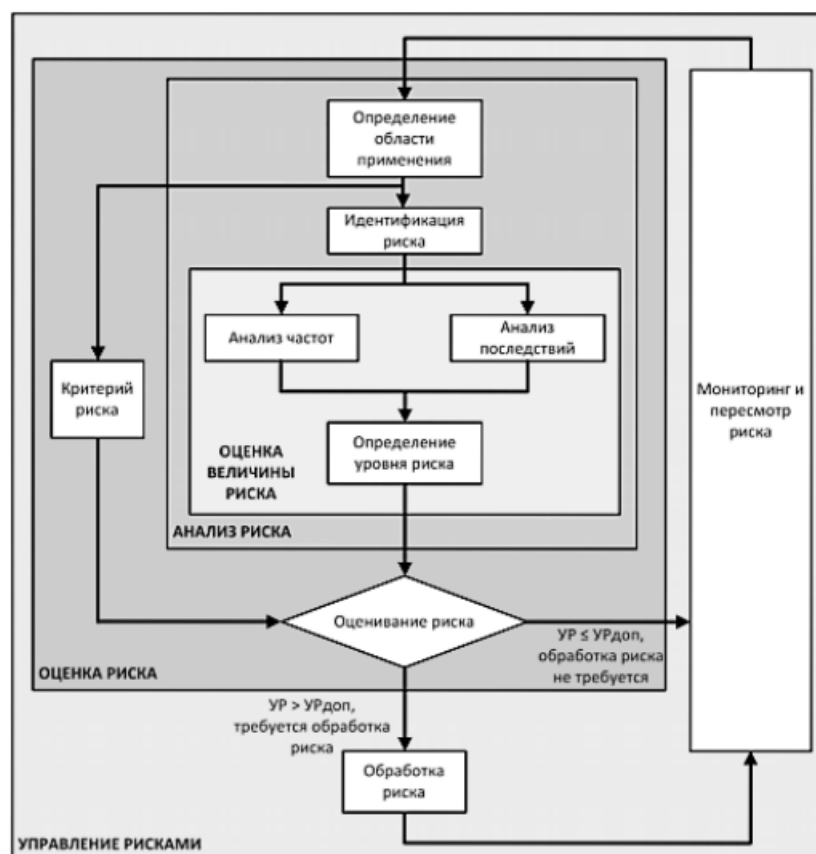 Определение
области
применения
Идентификация
риска
Анализ частот
Анализ
последствий
Критерий
риска
Мониторинг и
пересмотр
риска
Определение
уровня риска
ОЦЕНКА
ВЕЛИЧИНЫ
РИСКА
АНАЛИЗ РИСКА
Оценивание риска
УР ≤ УРдоп,
обработка риска
не требуется
ОЦЕНКА РИСКА
УР > УРдоп,
требуется обработка
риска
Обработка
риска
УПРАВЛЕНИЕ РИСКАМИ